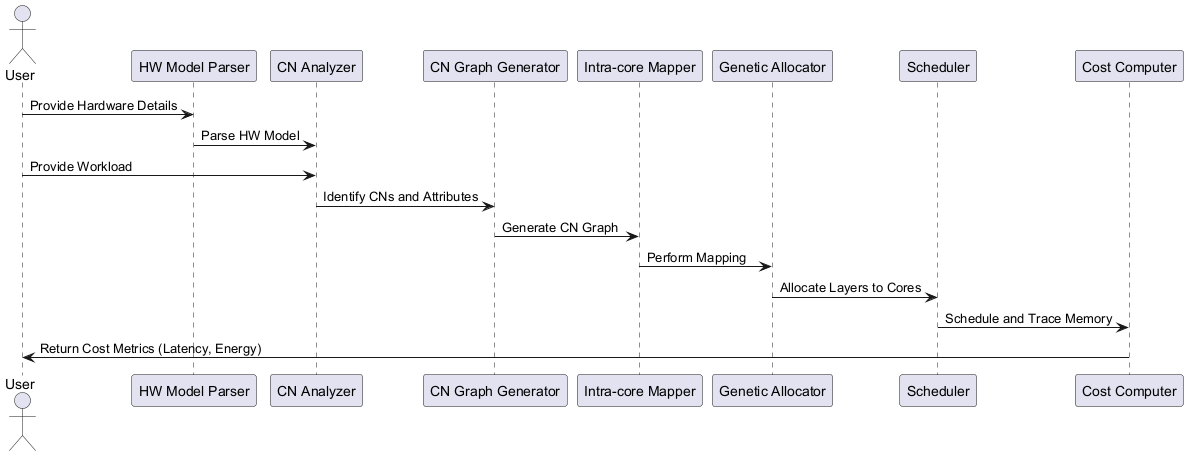 User
HW Model Parser
CN Analyzer
CN Graph Generator
Intra-core Mapper
Genetic Allocator
Scheduler
Cost Computer
Provide Hardware Details
Parse HW Model
Provide Workload
Identify CNs and Attributes
Generate CN Graph
Perform Mapping
Allocate Layers to Cores
Schedule and Trace Memory
Return Cost Metrics (Latency, Energy)
User
HW Model Parser
CN Analyzer
CN Graph Generator
Intra-core Mapper
Genetic Allocator
Scheduler
Cost Computer